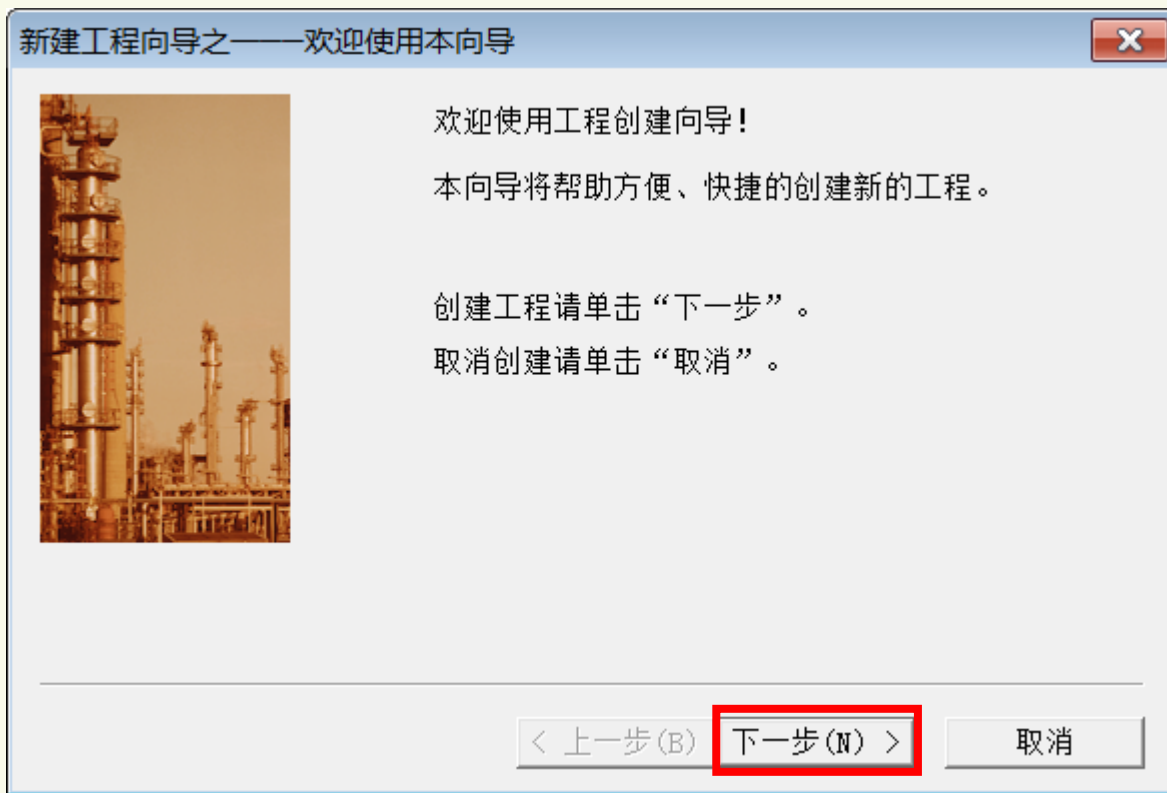 新建工程向导之————欢迎使用本向导
欢迎使用工程创建向导!
本向导将帮助方便、快捷的创建新的工程。
创建工程请单击“下一步”。
取消创建请单击“取消”。
< 上一步(B) 下一步(N) > 取消